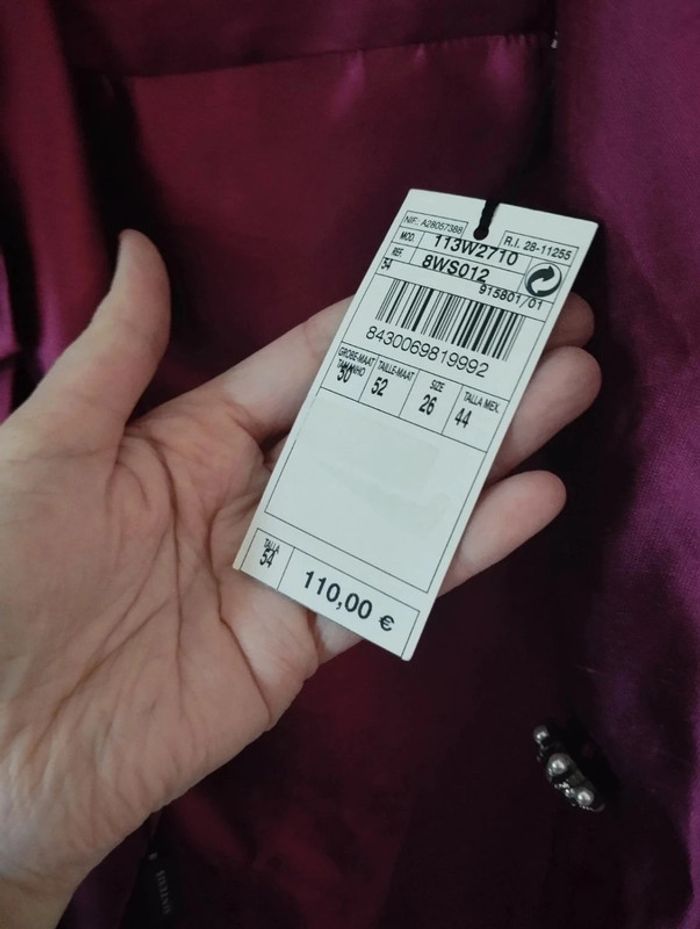 NIF: A28057388
R.I. 28-11255
MOD. 113W2710
REF. 8WS012
54
915801/01
8430069819992
GROBE-MAAT TAILLE-MAAT SIZE TALLA MEX.
TAMANHO
50 52 26 44
TALLA
54
110,00 €